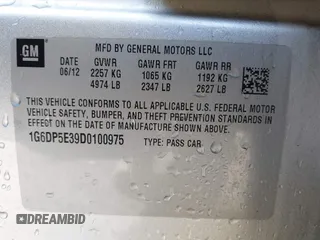 GM
MFD BY GENERAL MOTORS LLC
DATE GVWR GAWR FRT GAWR RR
06/12 2257 KG 1065 KG 1192 KG
4974 LB 2347 LB 2627 LB
THIS VEHICLE CONFORMS TO ALL APPLICABLE U.S. FEDERAL MOTOR
VEHICLE SAFETY, BUMPER, AND THEFT PREVENTION STANDARDS IN
EFFECT ON THE DATE OF MANUFACTURE SHOWN ABOVE.
1G6DP5E39D0100975 TYPE: PASS CAR
AUTODNA